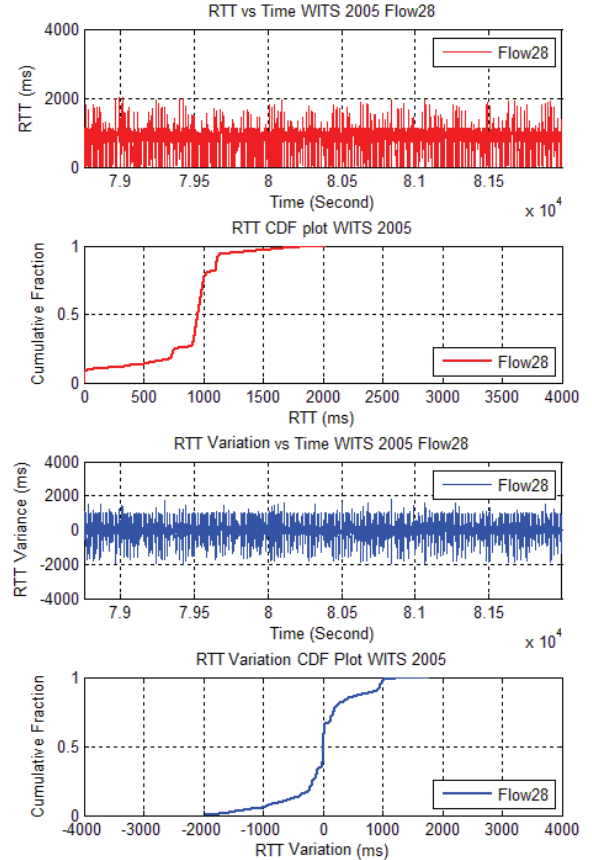 RTT vs Time WITS 2005 Flow28
RTT (ms)
4000
2000
0
Flow28
7.9 7.95 8 8.05 8.1 8.15
Time (Second)
x 10^4
RTT CDF plot WITS 2005
Cumulative Fraction
1
0.5
0
Flow28
0 500 1000 1500 2000 2500 3000 3500 4000
RTT (ms)
RTT Variation vs Time WITS 2005 Flow28
RTT Variance (ms)
4000
2000
0
-2000
-4000
Flow28
7.9 7.95 8 8.05 8.1 8.15
Time (Second)
x 10^4
RTT Variation CDF Plot WITS 2005
Cumulative Fraction
1
0.5
0
Flow28
-4000 -3000 -2000 -1000 0 1000 2000 3000 4000
RTT Variation (ms)